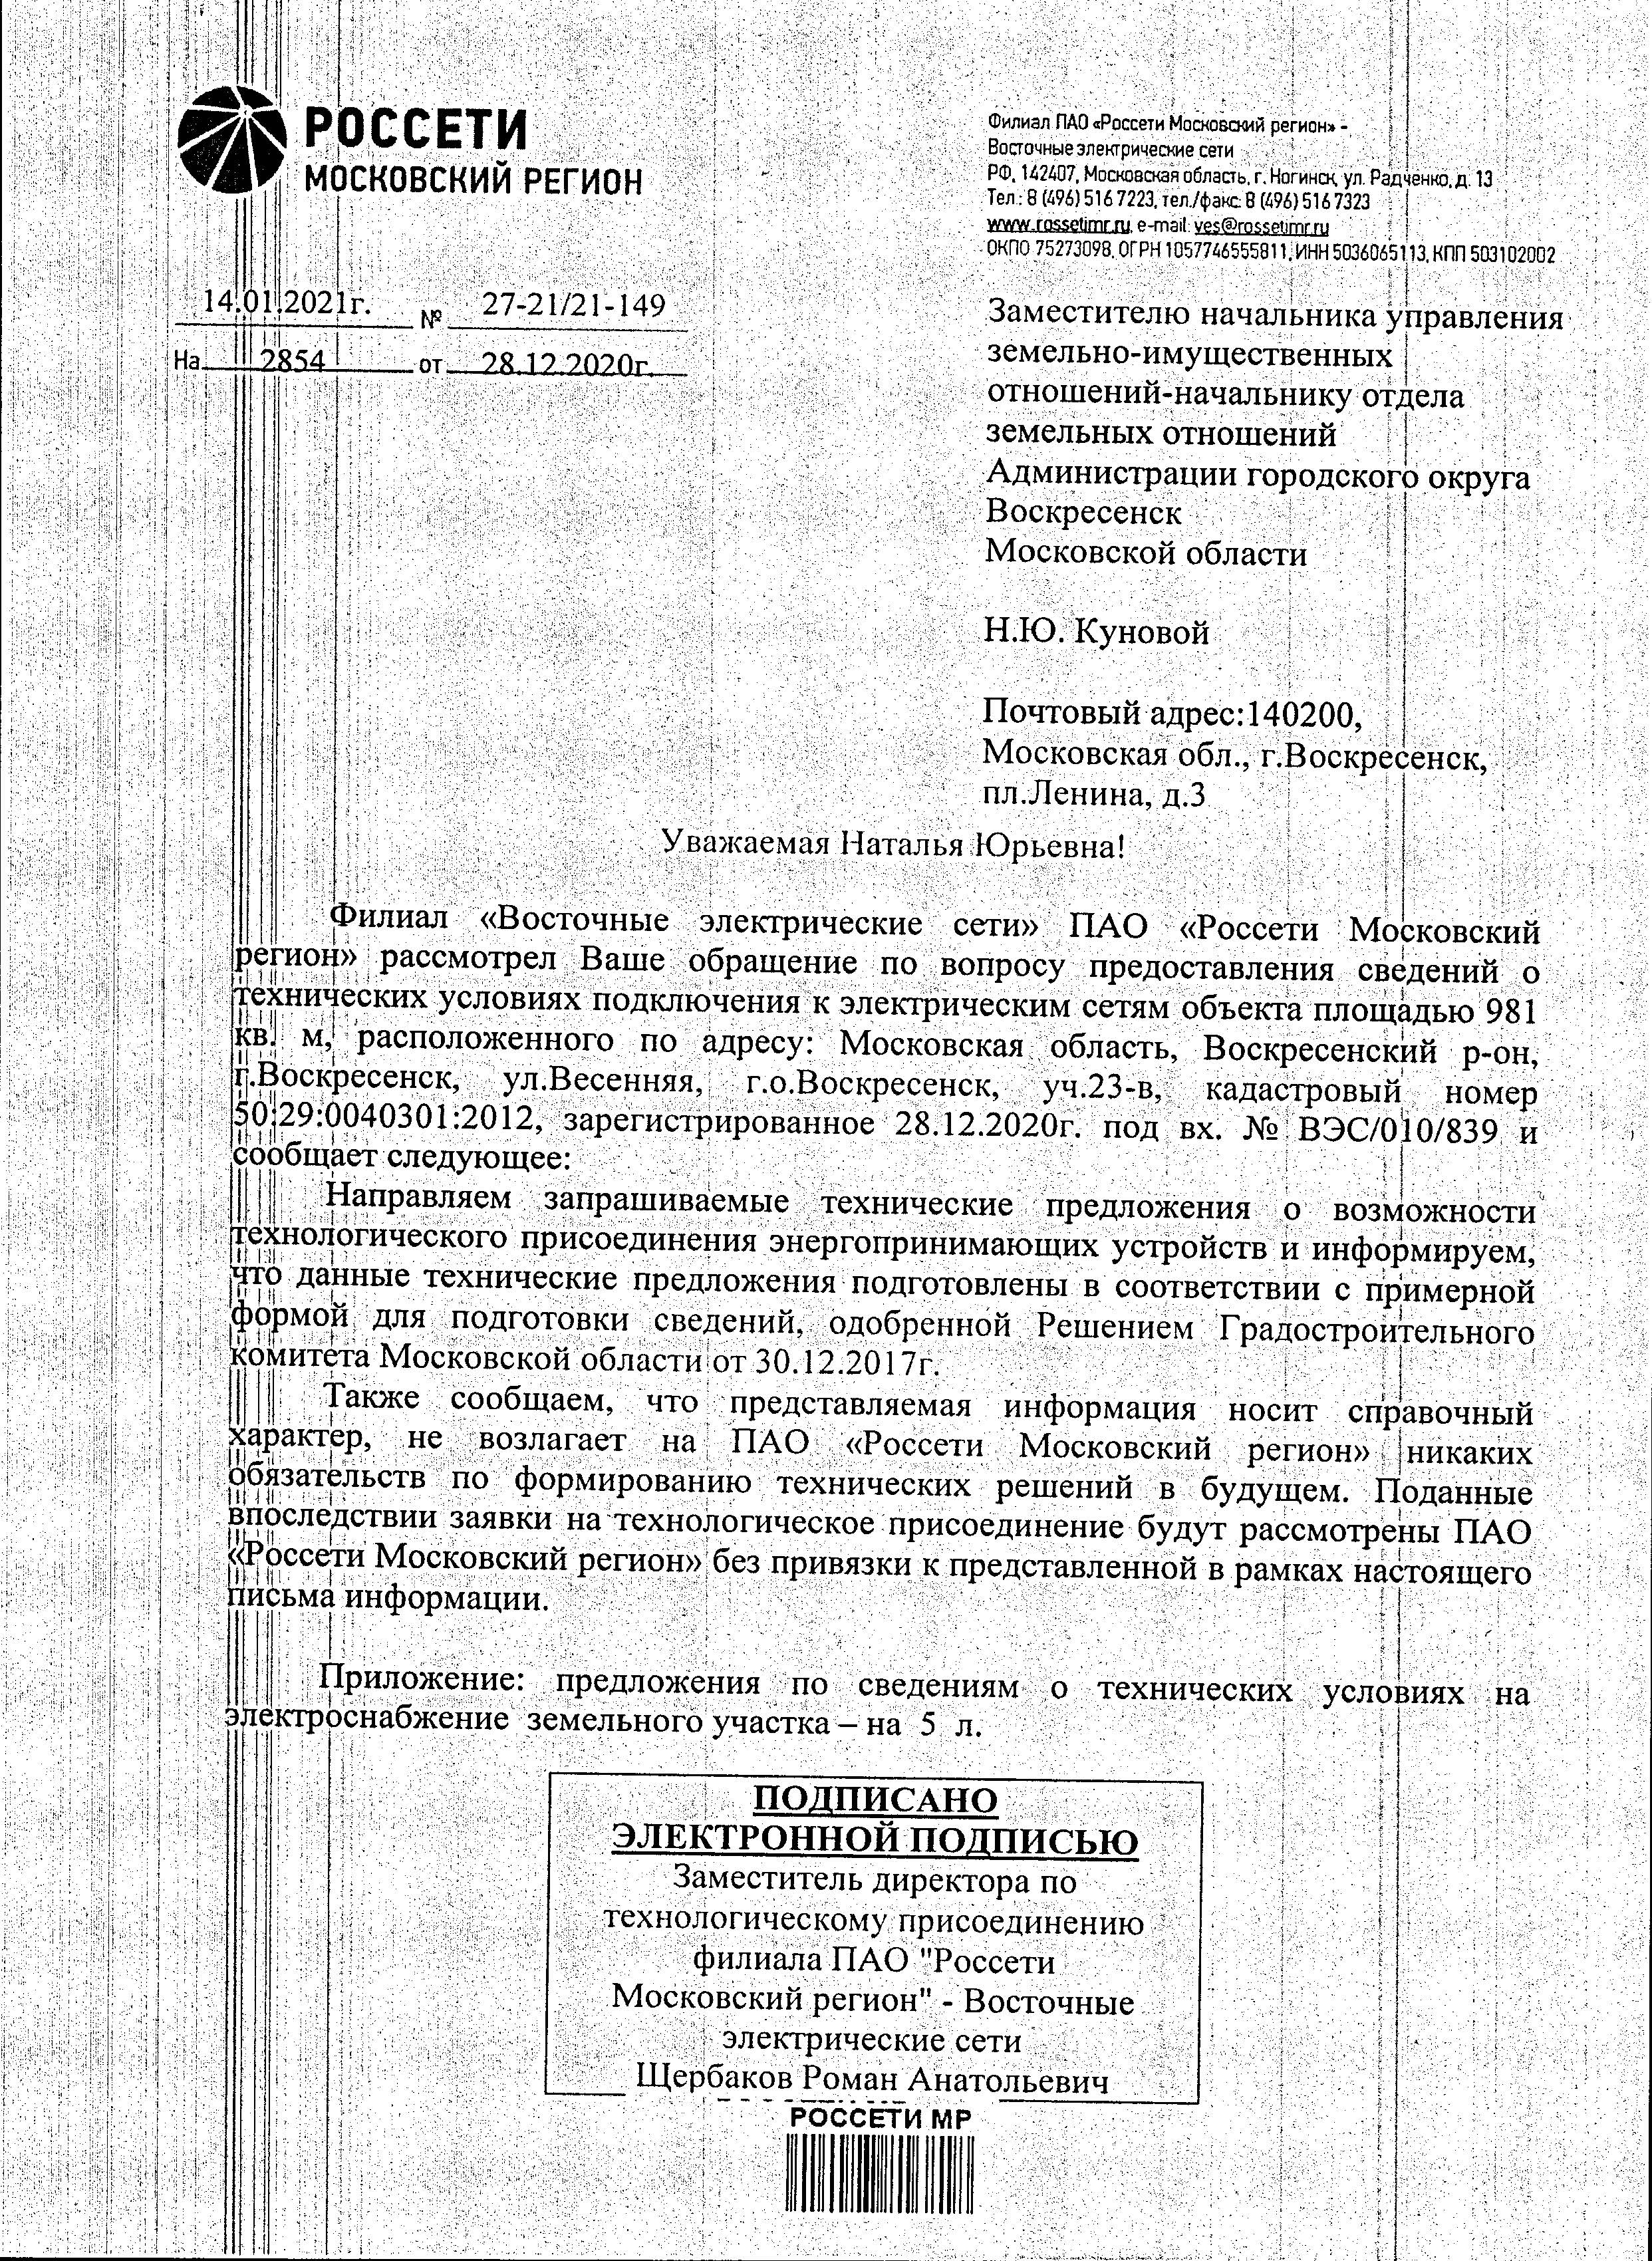 РОССЕТИ
МОСКОВСКИЙ РЕГИОН
Филиал ПАО «Россети Московский регион» -
Восточные электрические сети
РФ, 142407, Московская область, г. Ногинск, ул. Радченко, д. 13
Тел.: 8 (496) 516 7223, тел./факс: 8 (496) 516 7323
www.rossetimr.ru, e-mail: ves@rossetimr.ru
ОКПО 75273098, ОГРН 1057746555811, ИНН 5036065113, КПП 503102002
14.01.2021г. № 27-21/21-149
На 2854 от 28.12.2020г.
Заместителю начальника управления
земельно-имущественных
отношений-начальнику отдела
земельных отношений
Администрации городского округа
Воскресенск
Московской области
Н.Ю. Куновой
Почтовый адрес:140200,
Московская обл., г.Воскресенск,
пл.Ленина, д.3
Уважаемая Наталья Юрьевна!
Филиал «Восточные электрические сети» ПАО «Россети Московский
регион» рассмотрел Ваше обращение по вопросу предоставления сведений о
технических условиях подключения к электрическим сетям объекта площадью 981
кв. м, расположенного по адресу: Московская область, Воскресенский р-он,
г.Воскресенск, ул.Весенняя, г.о.Воскресенск, уч.23-в, кадастровый номер
50:29:0040301:2012, зарегистрированное 28.12.2020г. под вх. № ВЭС/010/839 и
сообщает следующее:
Направляем запрашиваемые технические предложения о возможности
технологического присоединения энергопринимающих устройств и информируем,
что данные технические предложения подготовлены в соответствии с примерной
формой для подготовки сведений, одобренной Решением Градостроительного
комитета Московской области от 30.12.2017г.
Также сообщаем, что представляемая информация носит справочный
характер, не возлагает на ПАО «Россети Московский регион» никаких
обязательств по формированию технических решений в будущем. Поданные
впоследствии заявки на технологическое присоединение будут рассмотрены ПАО
«Россети Московский регион» без привязки к представленной в рамках настоящего
письма информации.
Приложение: предложения по сведениям о технических условиях на
электроснабжение земельного участка – на 5 л.
ПОДПИСАНО
ЭЛЕКТРОННОЙ ПОДПИСЬЮ
Заместитель директора по
технологическому присоединению
филиала ПАО "Россети
Московский регион" - Восточные
электрические сети
Щербаков Роман Анатольевич
РОССЕТИ МР